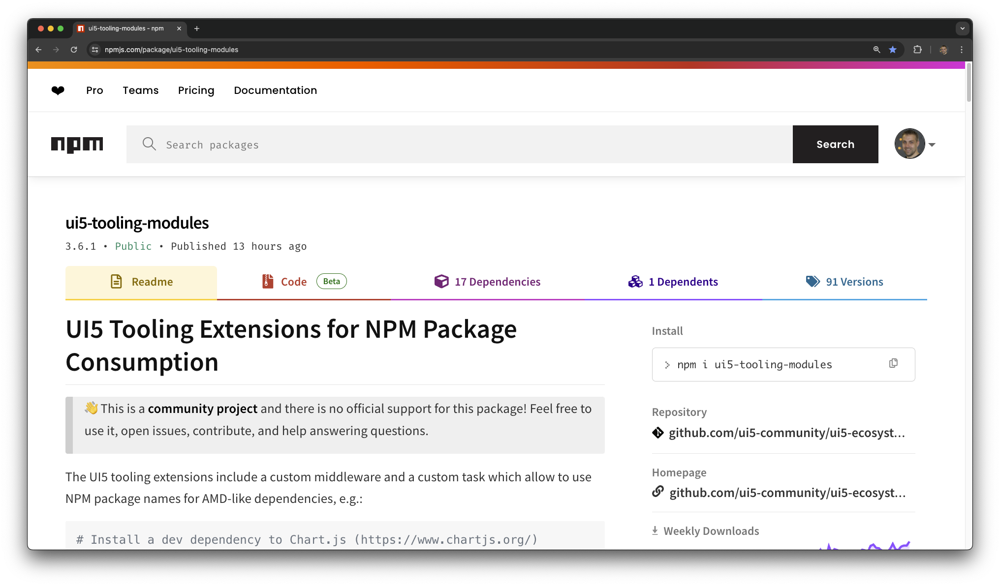 ui5-tooling-modules - npm
npmjs.com/package/ui5-tooling-modules
Pro Teams Pricing Documentation
npm
Search packages
Search
ui5-tooling-modules
3.6.1 • Public • Published 13 hours ago
Readme
Code Beta
17 Dependencies
1 Dependents
91 Versions
UI5 Tooling Extensions for NPM Package
Consumption
👋 This is a community project and there is no official support for this package! Feel free to
use it, open issues, contribute, and help answering questions.
The UI5 tooling extensions include a custom middleware and a custom task which allow to use
NPM package names for AMD-like dependencies, e.g.:
# Install a dev dependency to Chart.js (https://www.chartjs.org/)
Install
> npm i ui5-tooling-modules
Repository
github.com/ui5-community/ui5-ecosyst...
Homepage
github.com/ui5-community/ui5-ecosyst...
Weekly Downloads